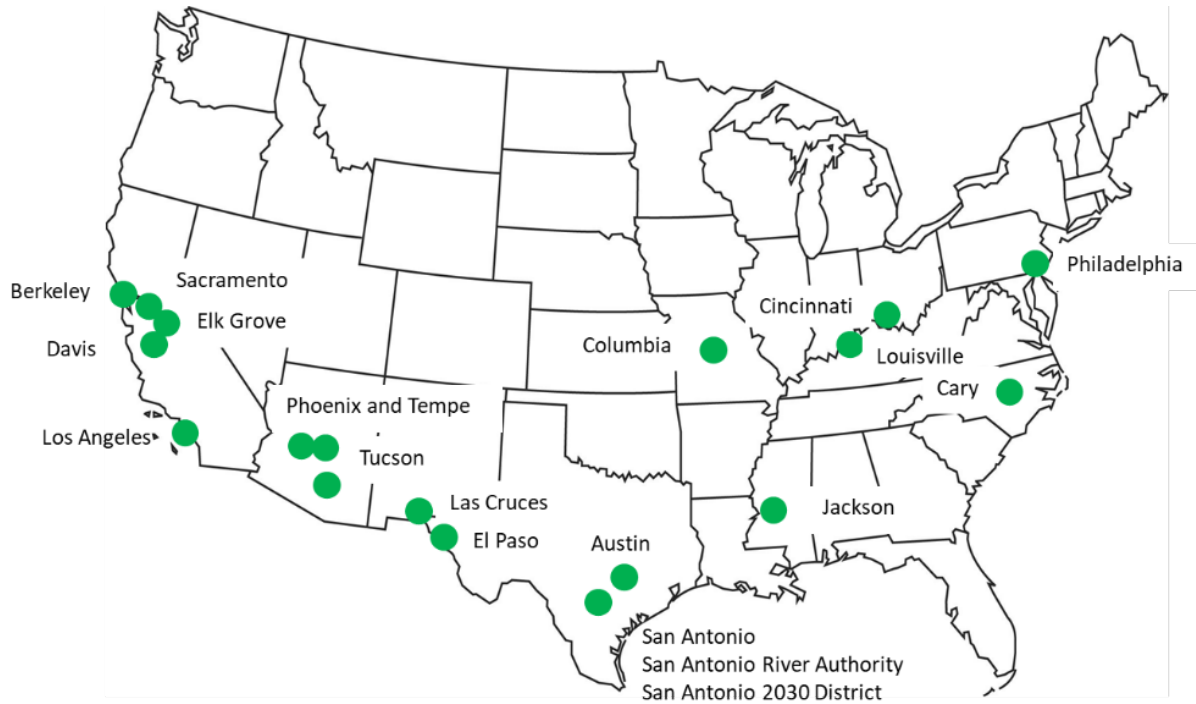 Philadelphia
Sacramento
Berkeley
Cincinnati
Elk Grove
Columbia
Davis
Louisville
Cary
Phoenix and Tempe
Los Angeles
Tucson
Las Cruces
Jackson
El Paso
Austin
San Antonio
San Antonio River Authority
San Antonio 2030 District